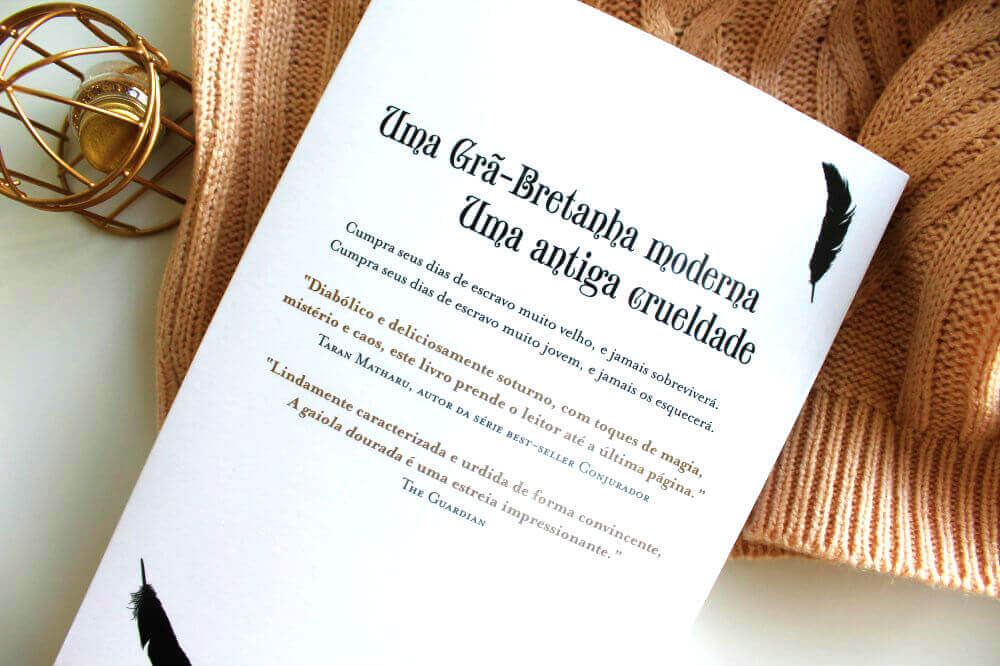 Uma Grã-Bretanha moderna
Uma antiga crueldade
Cumpra seus dias de escravo muito velho, e jamais sobreviverá.
Cumpra seus dias de escravo muito jovem, e jamais os esquecerá.
"Diabólico e deliciosamente soturno, com toques de magia,
mistério e caos, este livro prende o leitor até a última página."
Taran Matharu, autor da série best-seller Conjurador
"Lindamente caracterizada e urdida de forma convincente,
A gaiola dourada é uma estreia impressionante."
The Guardian